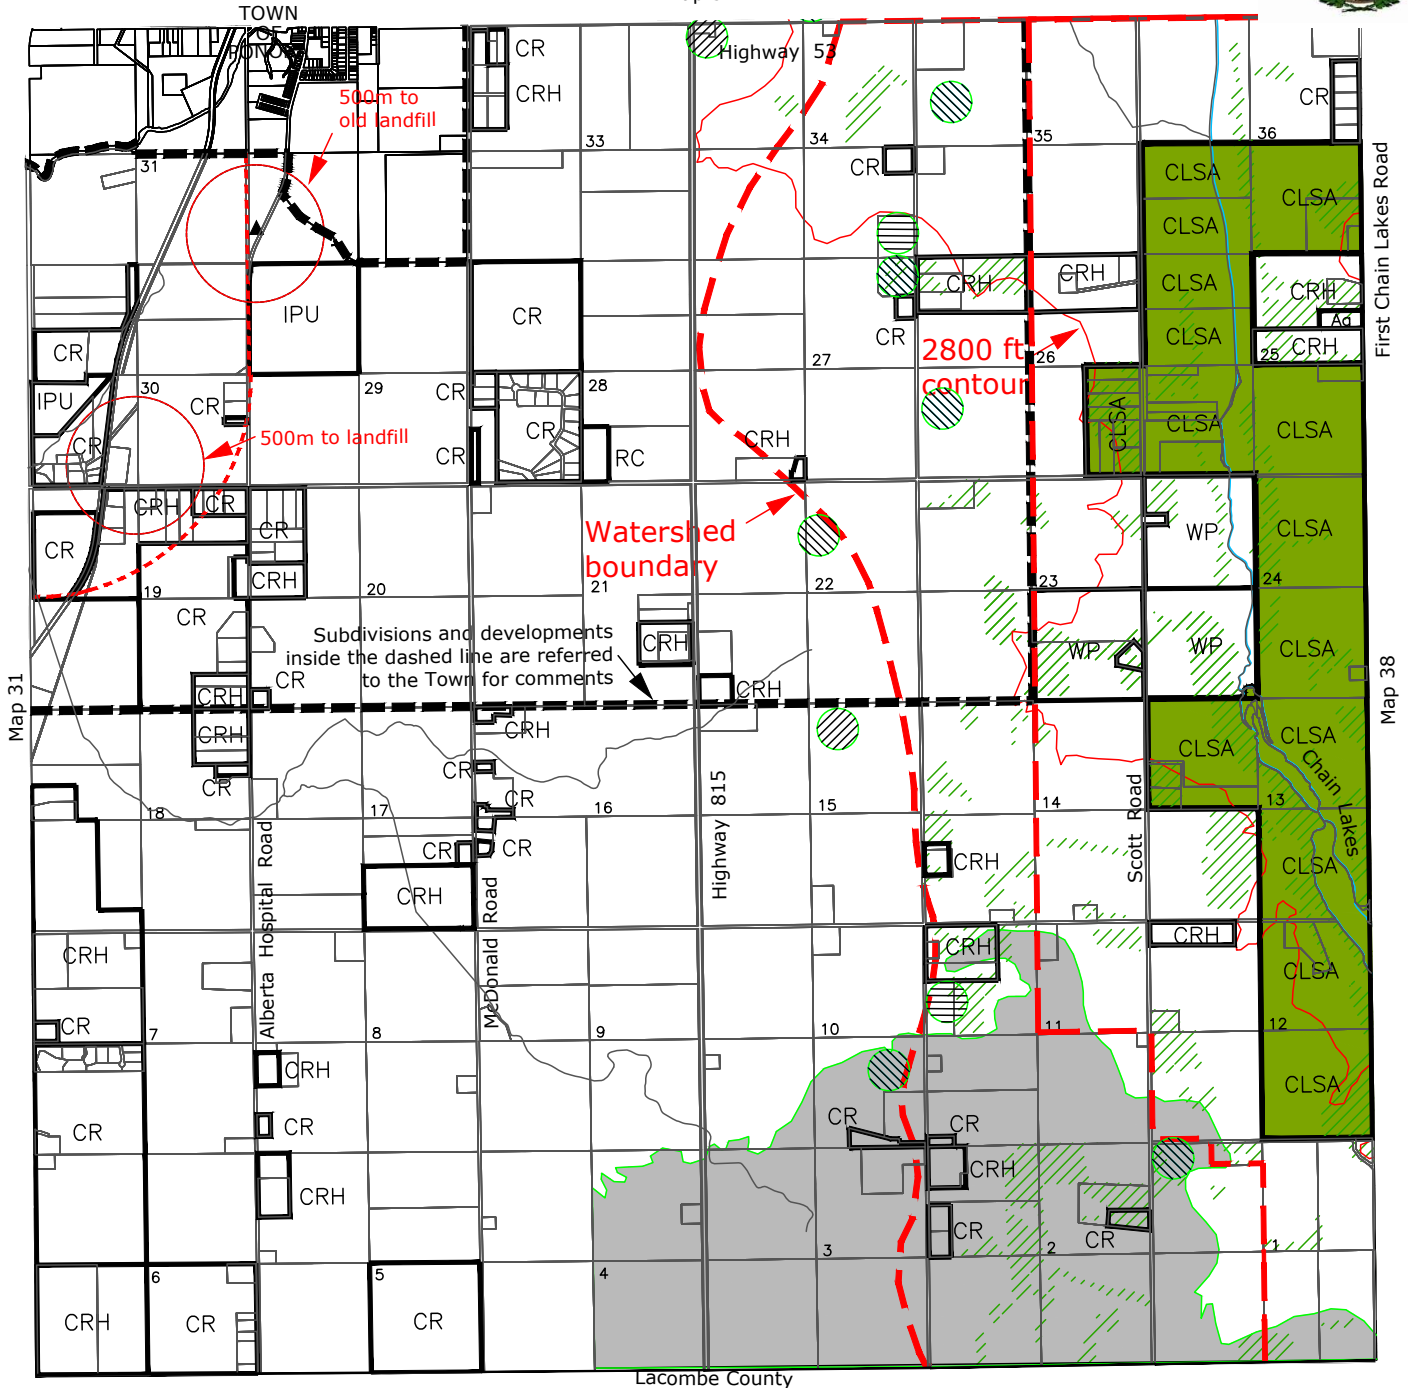 TOWN
OF
Highway 53
CR
CRH
CR
500m to
old landfill
33
34
35
36
31
CR
CLSA
CLSA
CLSA
First Chain Lakes Road
CRH
CRH
CLSA
CRH
IPU
CR
CR
CLSA
Ag
CR
2800 ft
contour
27
26
25
CRH
30
29
28
IPU
CR
CR
CR
CR
CR
RC
CRH
CLSA
CLSA
CLSA
500m to landfill
CRH
CR
CR
CR
CRH
Watershed
boundary
WP
CLSA
19
20
21
22
23
24
CR
Subdivisions and developments
inside the dashed line are referred
to the Town for comments
CRH
WP
WP
CLSA
CR
CRH
CRH
Map 31
Map 38
CRH
CRH
CLSA
CLSA
Chain Lakes
CR
CR
CR
18
17
16
15
14
13
Alberta Hospital Road
McDonald Road
Highway 815
Scott Road
CR
CR
CRH
CLSA
CRH
CRH
CRH
CRH
CLSA
CR
7
8
9
10
11
12
CRH
CLSA
CR
CR
CR
CR
CRH
CRH
CR
CR
6
5
4
3
2
1
CRH
CR
CR
Lacombe County